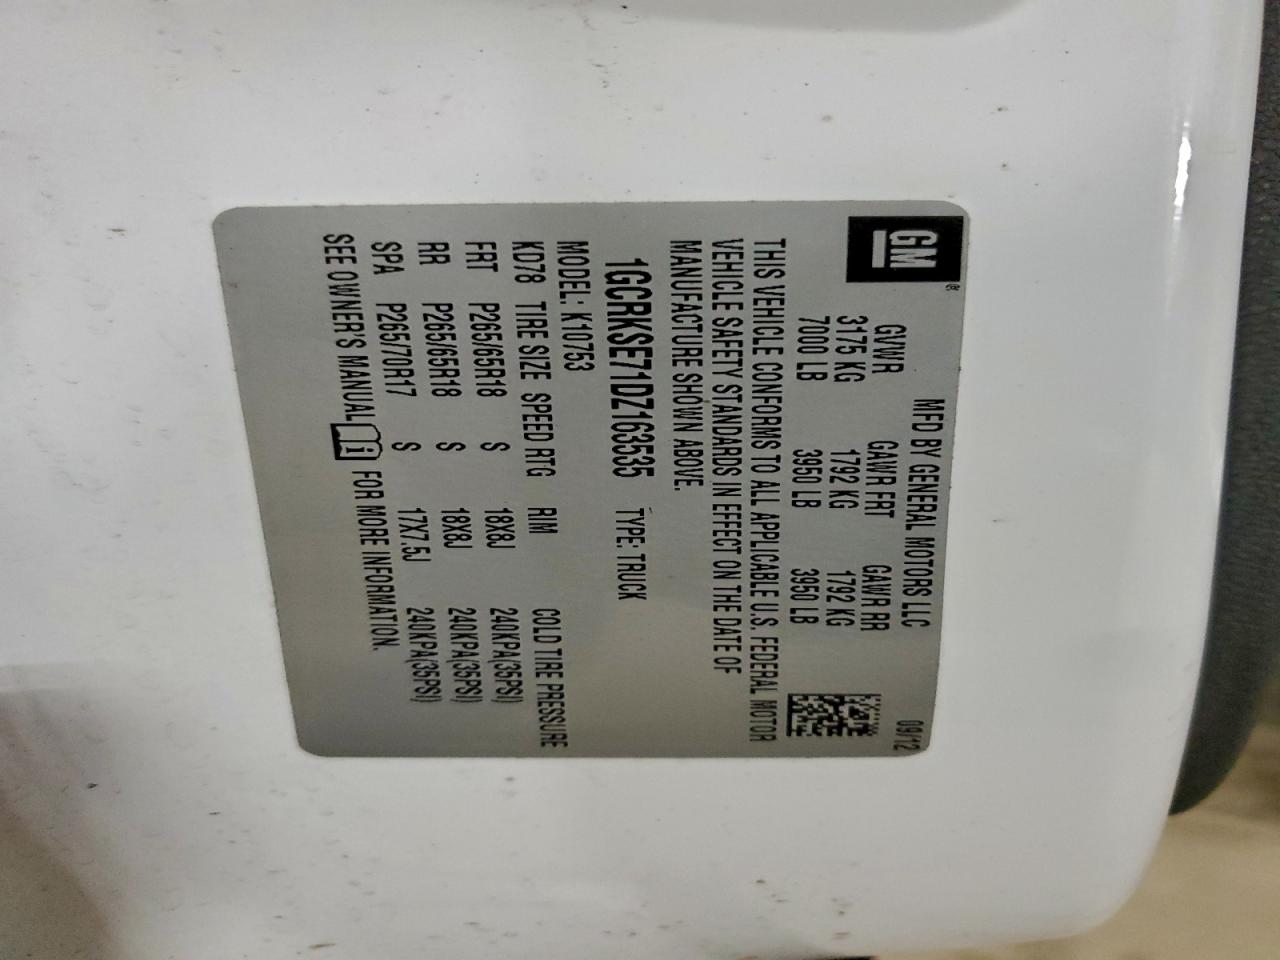 GM ®
MFD BY GENERAL MOTORS LLC 09/12
GVWR GAWR FRT GAWR RR
3175 KG 1792 KG 1792 KG
7000 LB 3950 LB 3950 LB
THIS VEHICLE CONFORMS TO ALL APPLICABLE U.S. FEDERAL MOTOR
VEHICLE SAFETY STANDARDS IN EFFECT ON THE DATE OF
MANUFACTURE SHOWN ABOVE.
1GCRKSE71DZ163535 TYPE: TRUCK
MODEL: K10753
KD78 TIRE SIZE SPEED RTG RIM COLD TIRE PRESSURE
FRT P265/65R18 S 18X8J 240KPA(35PSI)
RR P265/65R18 S 18X8J 240KPA(35PSI)
SPA P265/70R17 S 17X7.5J 240KPA(35PSI)
SEE OWNER'S MANUAL i FOR MORE INFORMATION.